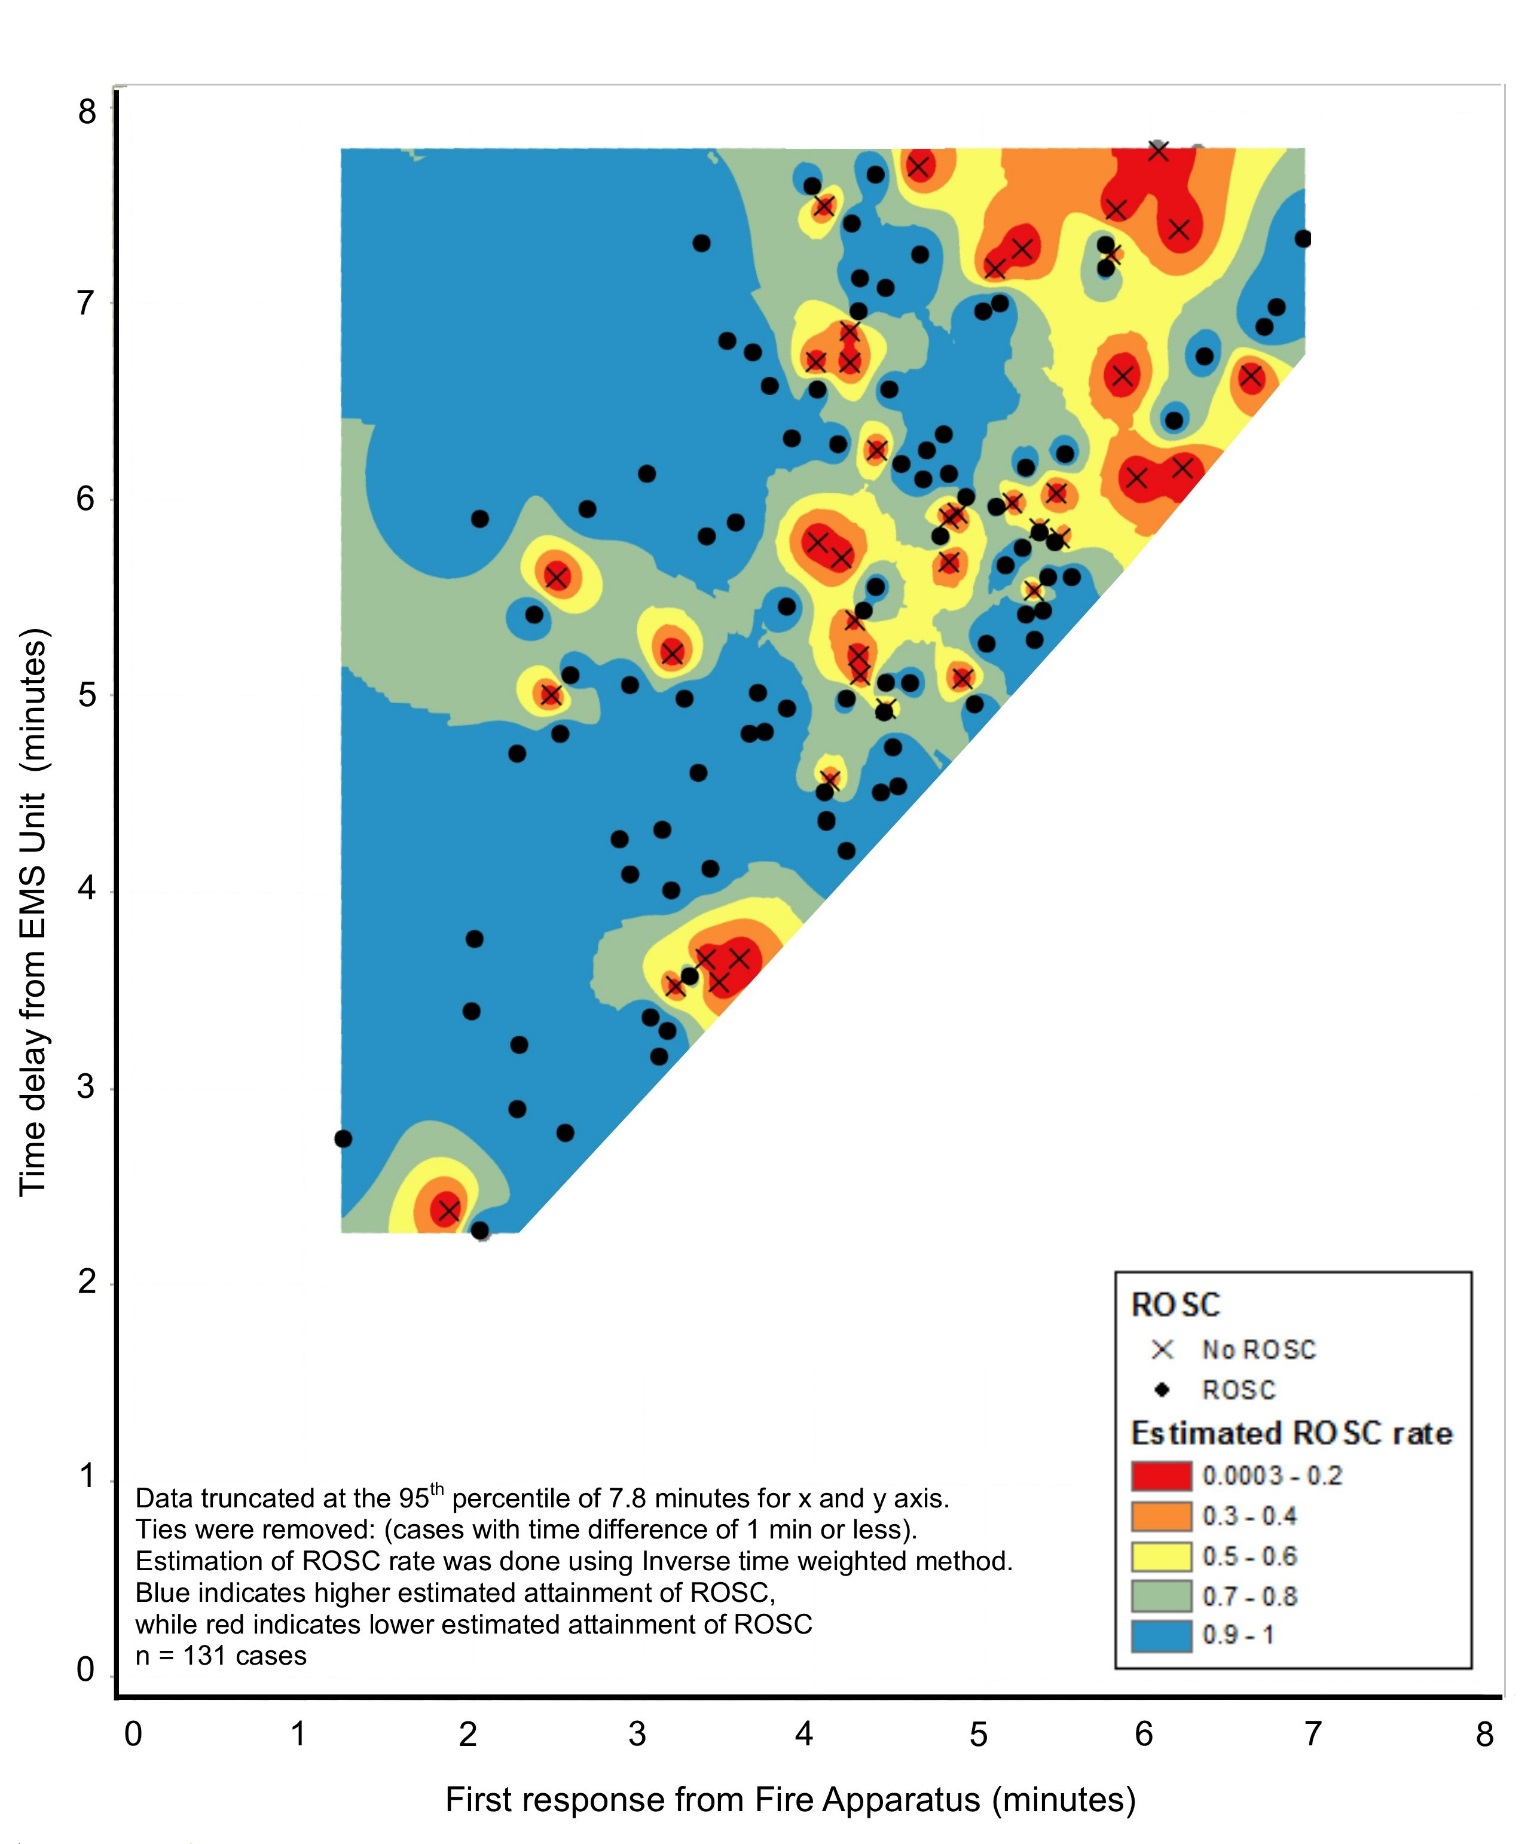 8
7
6
5
4
3
2
1
0
Time delay from EMS Unit (minutes)
ROSC
No ROSC
ROSC
Estimated ROSC rate
0.0003 - 0.2
0.3 - 0.4
0.5 - 0.6
0.7 - 0.8
0.9 - 1
Data truncated at the 95th percentile of 7.8 minutes for x and y axis.
Ties were removed: (cases with time difference of 1 min or less).
Estimation of ROSC rate was done using Inverse time weighted method.
Blue indicates higher estimated attainment of ROSC,
while red indicates lower estimated attainment of ROSC
n = 131 cases
0 1 2 3 4 5 6 7 8
First response from Fire Apparatus (minutes)